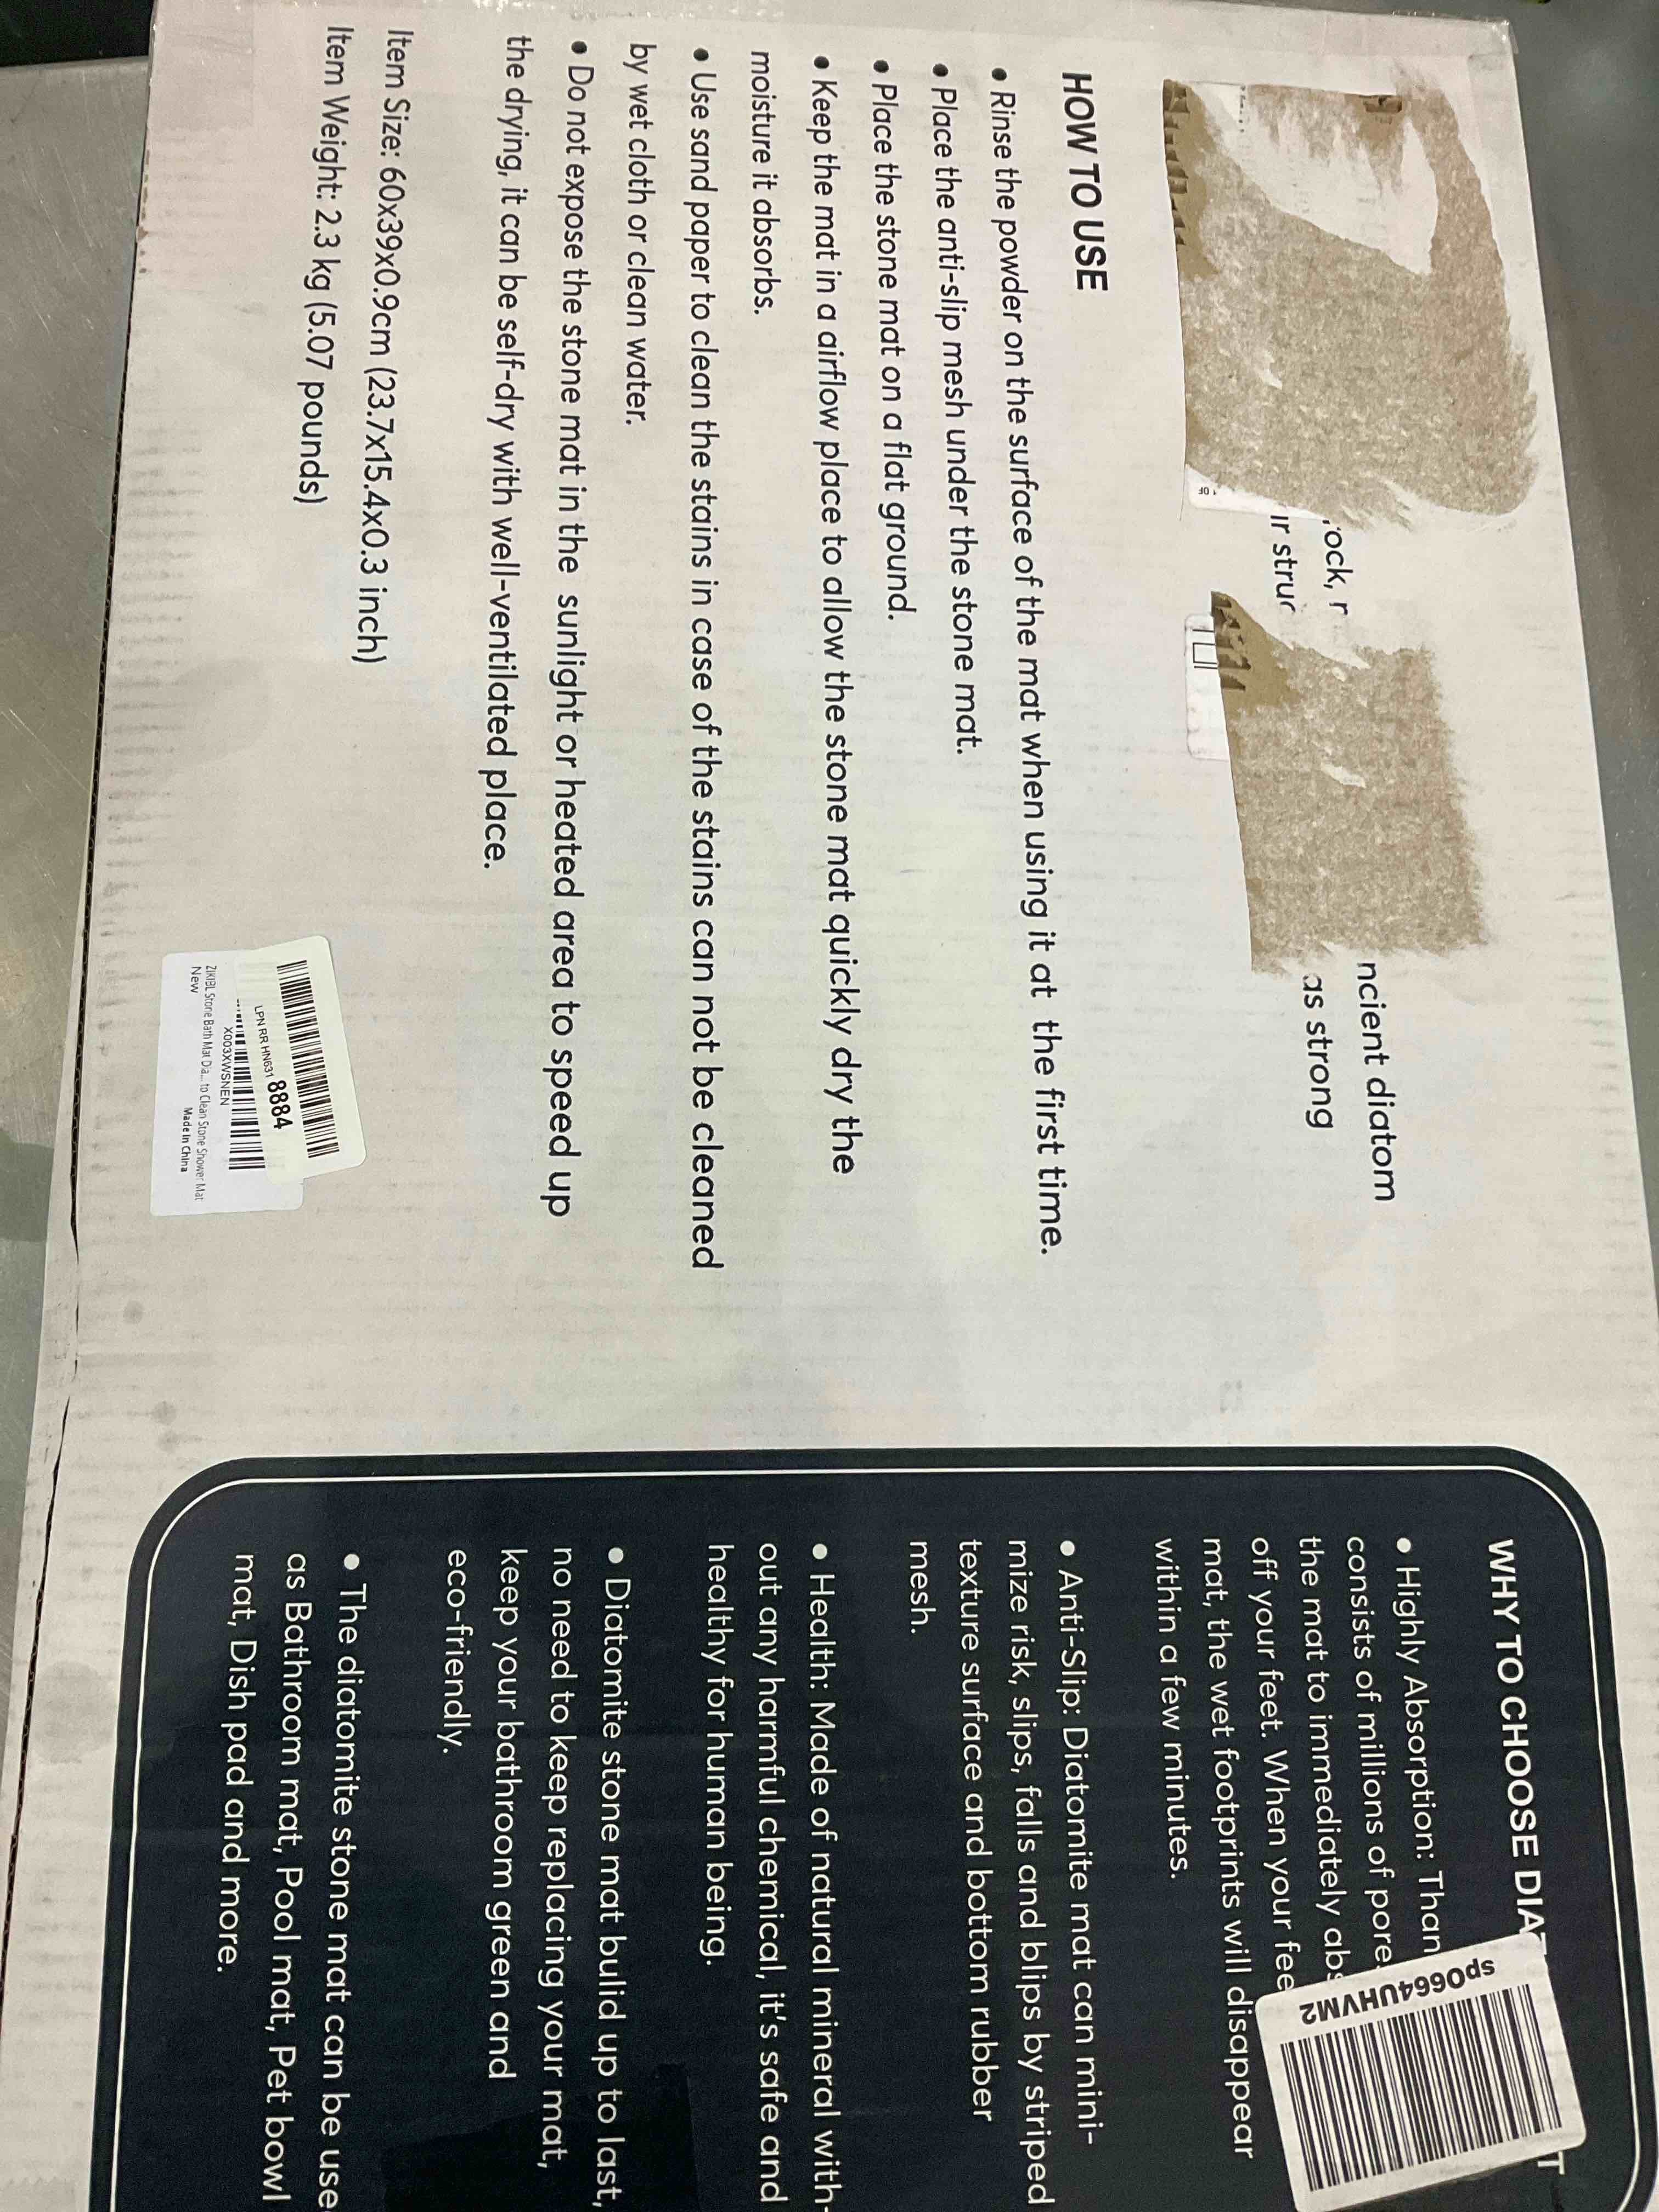 ncient diatom
rock, r
as strong
ir strur
HOW TO USE
• Rinse the powder on the surface of the mat when using it at the first time.
• Place the anti-slip mesh under the stone mat.
• Place the stone mat on a flat ground.
• Keep the mat in a airflow place to allow the stone mat quickly dry the
moisture it absorbs.
• Use sand paper to clean the stains in case of the stains can not be cleaned
by wet cloth or clean water.
• Do not expose the stone mat in the sunlight or heated area to speed up
the drying, it can be self-dry with well-ventilated place.
Item Size: 60x39x0.9cm (23.7x15.4x0.3 inch)
Item Weight: 2.3 kg (5.07 pounds)
LPN RR HN631 8884
X003XWSNEN
ZIKIBL Stone Bath Mat Dia... to Clean Stone Shower Mat
New
Made In China
WHY TO CHOOSE DIAT T
• Highly Absorption: Than
consists of millions of pore
the mat to immediately abs
off your feet. When your fee
mat, the wet footprints will disappear
within a few minutes.
• Anti-Slip: Diatomite mat can mini-
mize risk, slips, falls and blips by striped
texture surface and bottom rubber
mesh.
• Health: Made of natural mineral with-
out any harmful chemical, it's safe and
healthy for human being.
• Diatomite stone mat bulid up to last,
no need to keep replacing your mat,
keep your bathroom green and
eco-friendly.
• The diatomite stone mat can be use
as Bathroom mat, Pool mat, Pet bowl
mat, Dish pad and more.
spO664UHVM2